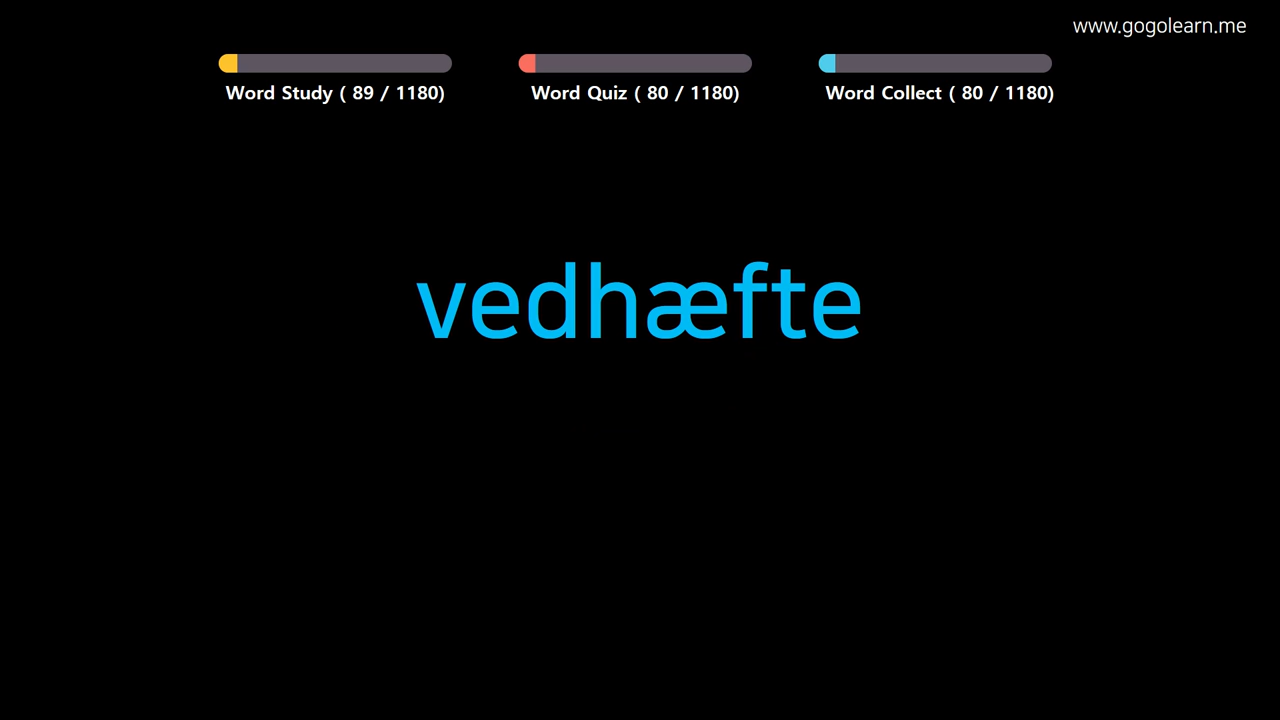 www.gogolearn.me
Word Study ( 89 / 1180)
Word Quiz ( 80 / 1180)
Word Collect ( 80 / 1180)
vedhæfte